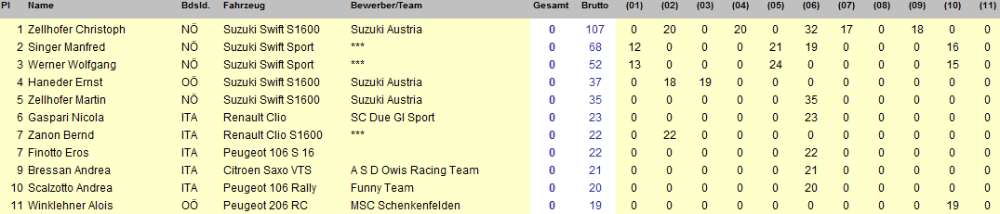 Pl Name Bdsld. Fahrzeug Bewerber/Team Gesamt Brutto (01) (02) (03) (04) (05) (06) (07) (08) (09) (10) (11)
1 Zellhofer Christoph NÖ Suzuki Swift S1600 Suzuki Austria 0 107 0 20 0 20 0 32 17 0 18 0 0
2 Singer Manfred NÖ Suzuki Swift Sport *** 0 68 12 0 0 0 21 19 0 0 0 16 0
3 Werner Wolfgang NÖ Suzuki Swift Sport *** 0 52 13 0 0 0 24 0 0 0 0 15 0
4 Haneder Ernst OÖ Suzuki Swift S1600 Suzuki Austria 0 37 0 18 19 0 0 0 0 0 0 0 0
5 Zellhofer Martin NÖ Suzuki Swift S1600 Suzuki Austria 0 35 0 0 0 0 0 35 0 0 0 0 0
6 Gaspari Nicola ITA Renault Clio SC Due GI Sport 0 23 0 0 0 0 0 23 0 0 0 0 0
7 Zanon Bernd ITA Renault Clio S1600 *** 0 22 0 22 0 0 0 0 0 0 0 0 0
7 Finotto Eros ITA Peugeot 106 S 16 0 22 0 0 0 0 0 22 0 0 0 0 0
9 Bressan Andrea ITA Citroen Saxo VTS A S D Owis Racing Team 0 21 0 0 0 0 0 21 0 0 0 0 0
10 Scalzotto Andrea ITA Peugeot 106 Rally Funny Team 0 20 0 0 0 0 0 20 0 0 0 0 0
11 Winklehner Alois OÖ Peugeot 206 RC MSC Schenkenfelden 0 19 0 0 0 0 0 0 0 0 0 19 0